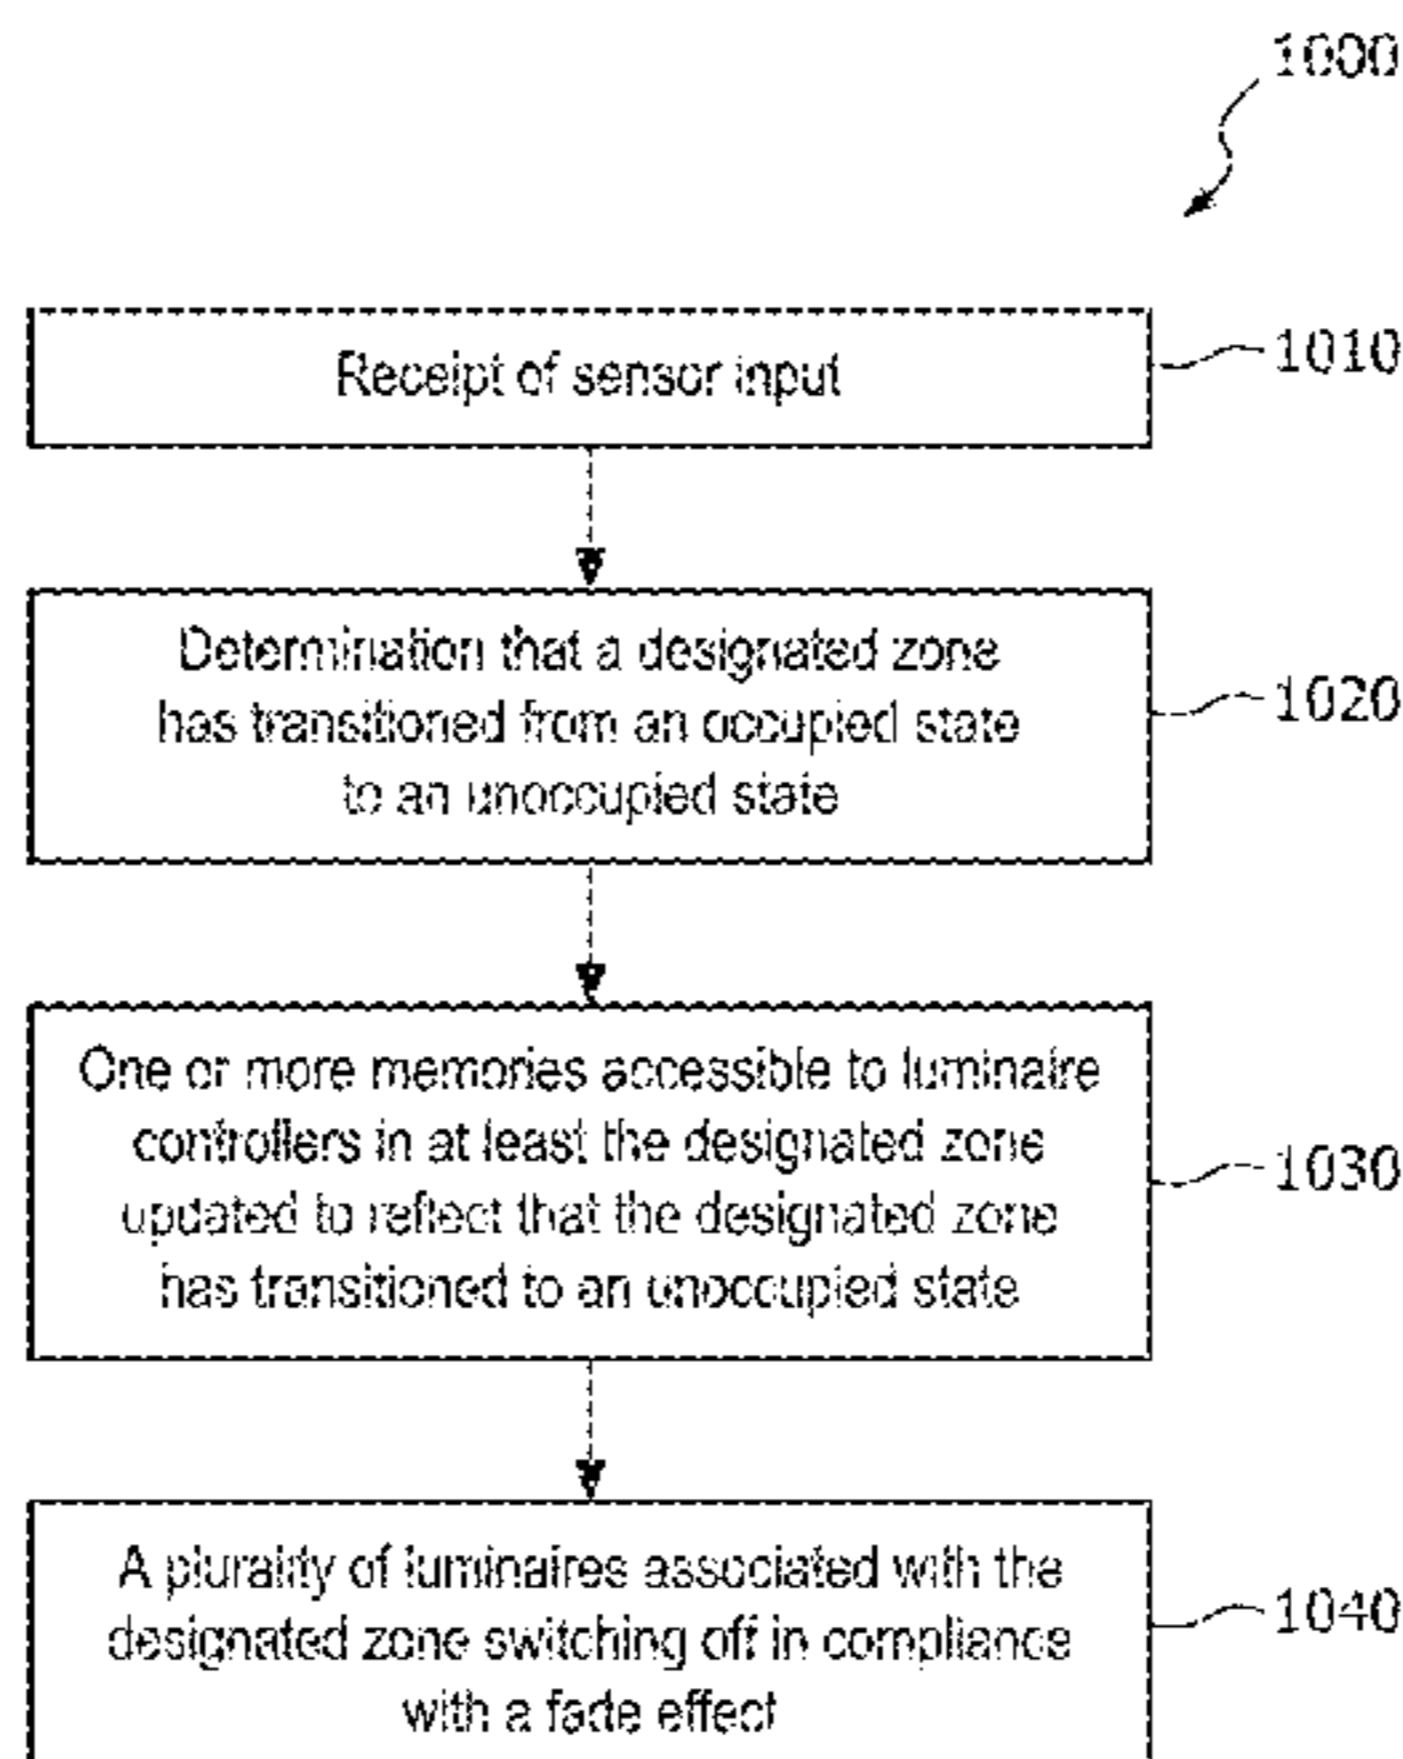 1000
Receipt of sensor input
1010
Determination that a designated zone
has transitioned from an occupied state
to an unoccupied state
1020
One or more memories accessible to luminaire
controllers in at least the designated zone
updated to reflect that the designated zone
has transitioned to an unoccupied state
1030
A plurality of luminaires associated with the
designated zone switching off in compliance
with a fade effect
1040